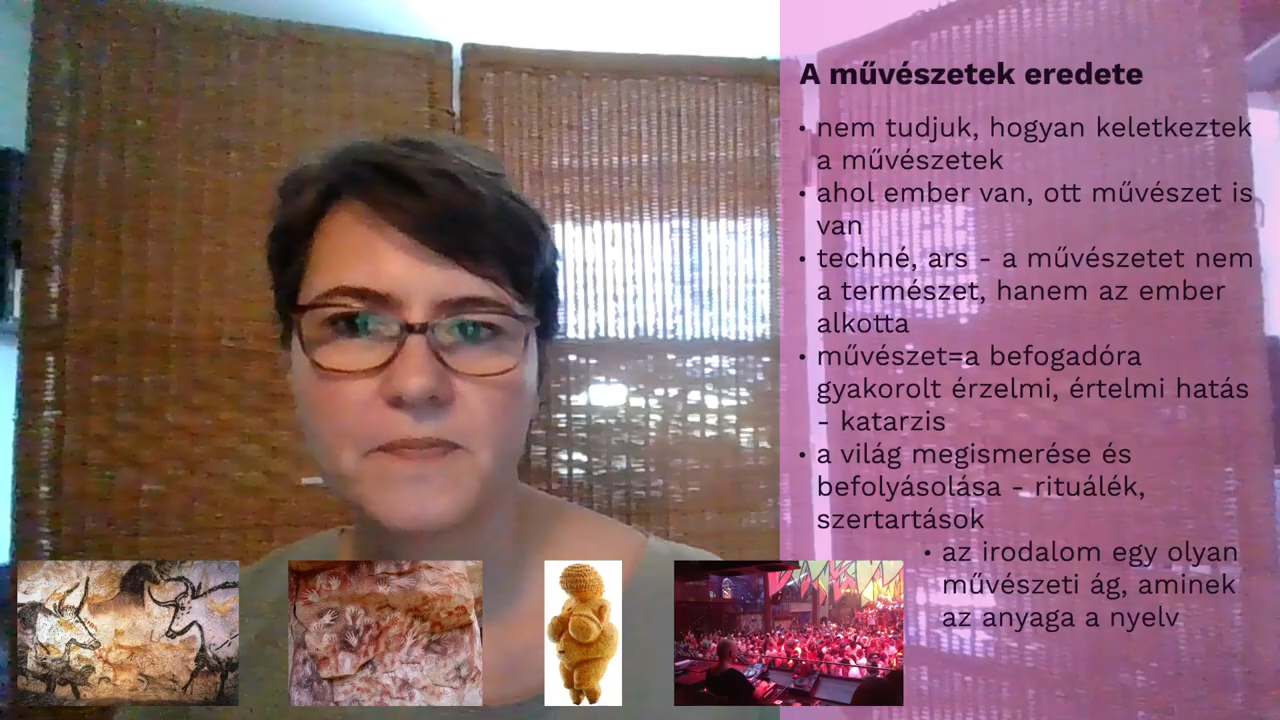 A művészetek eredete
• nem tudjuk, hogyan keletkeztek
a művészetek
• ahol ember van, ott művészet is
van
• techné, ars - a művészetet nem
a természet, hanem az ember
alkotta
• művészet=a befogadóra
gyakorolt érzelmi, értelmi hatás
- katarzis
• a világ megismerése és
befolyásolása - rituálék,
szertartások
• az irodalom egy olyan
művészeti ág, aminek
az anyaga a nyelv